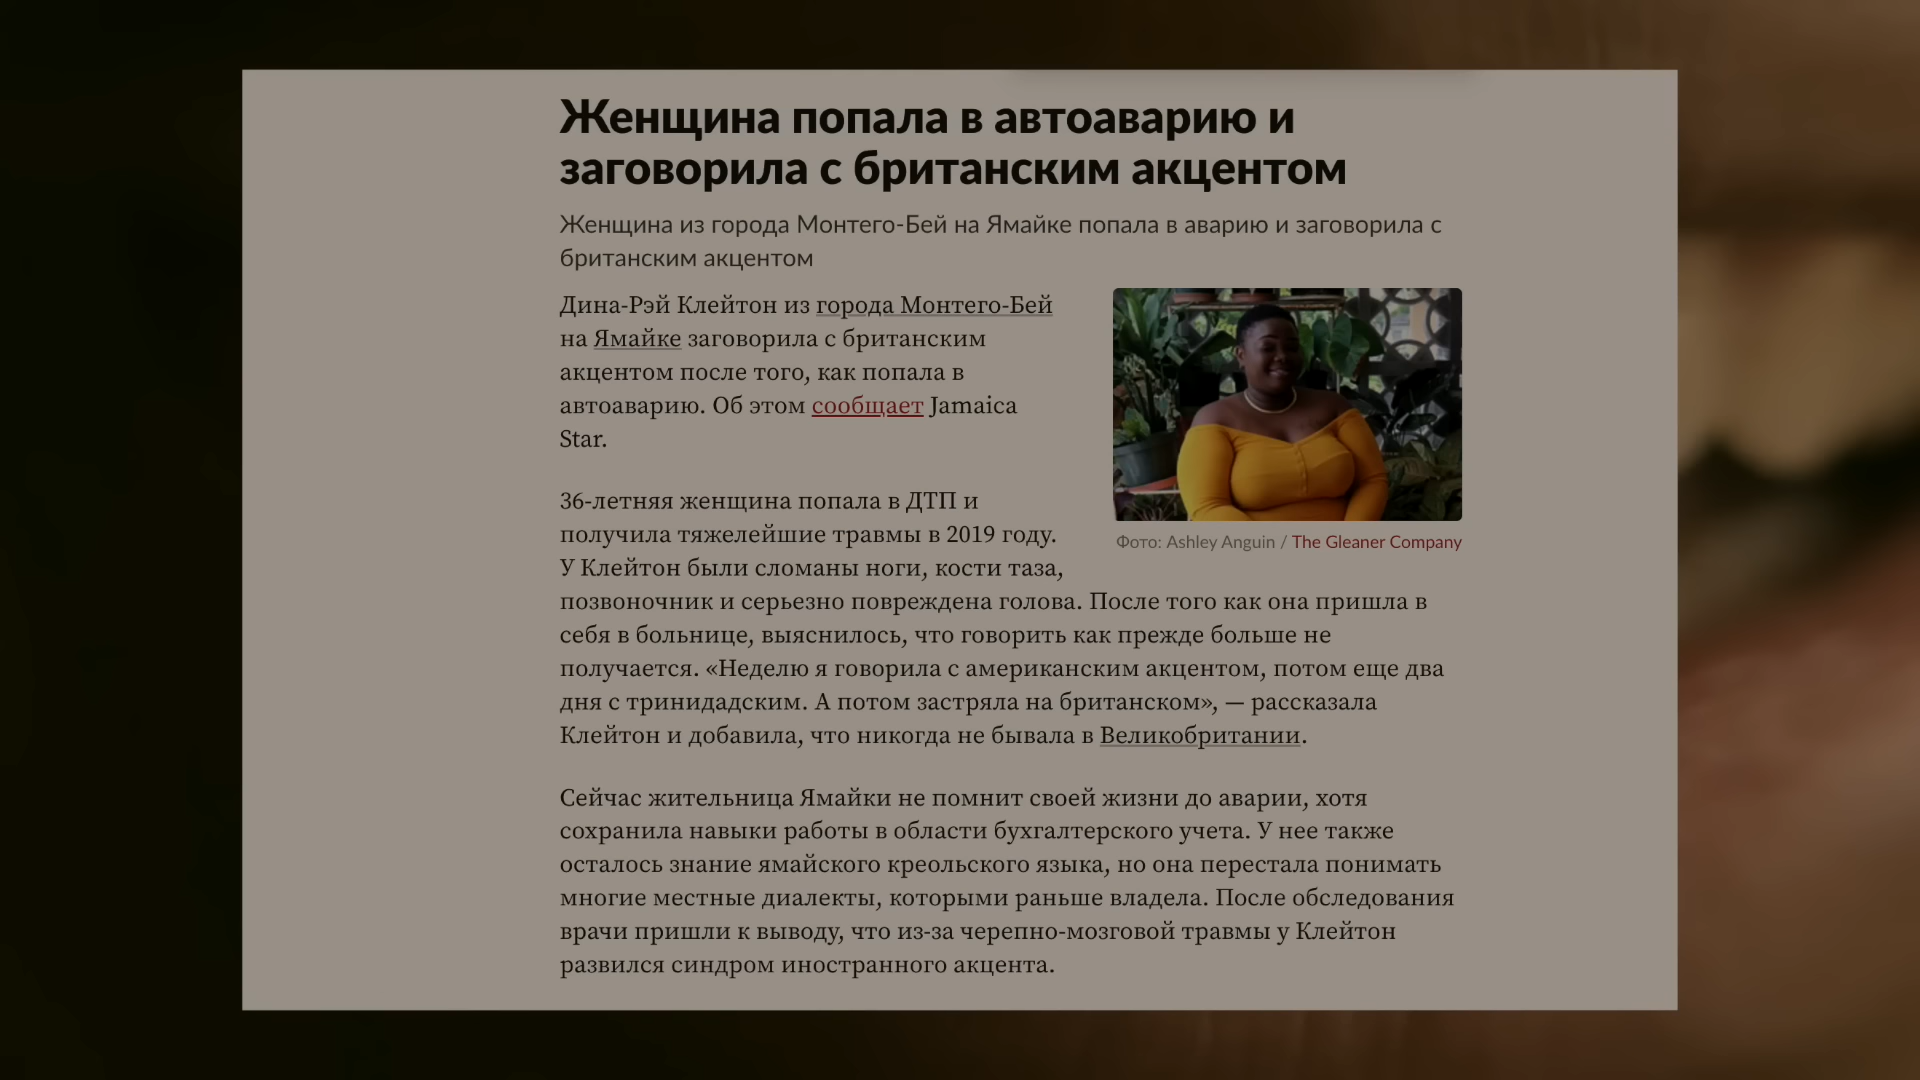 Женщина попала в автоаварию и
заговорила с британским акцентом
Женщина из города Монтего-Бей на Ямайке попала в аварию и заговорила с
британским акцентом
Дина-Рэй Клейтон из города Монтего-Бей
на Ямайке заговорила с британским
акцентом после того, как попала в
автоаварию. Об этом сообщает Jamaica
Star.
36-летняя женщина попала в ДТП и
получила тяжелейшие травмы в 2019 году.
У Клейтон были сломаны ноги, кости таза,
Фото: Ashley Anguin / The Gleaner Company
позвоночник и серьезно повреждена голова. После того как она пришла в
себя в больнице, выяснилось, что говорить как прежде больше не
получается. «Неделю я говорила с американским акцентом, потом еще два
дня с тринидадским. А потом застряла на британском», — рассказала
Клейтон и добавила, что никогда не бывала в Великобритании.
Сейчас жительница Ямайки не помнит своей жизни до аварии, хотя
сохранила навыки работы в области бухгалтерского учета. У нее также
осталось знание ямайского креольского языка, но она перестала понимать
многие местные диалекты, которыми раньше владела. После обследования
врачи пришли к выводу, что из-за черепно-мозговой травмы у Клейтон
развился синдром иностранного акцента.